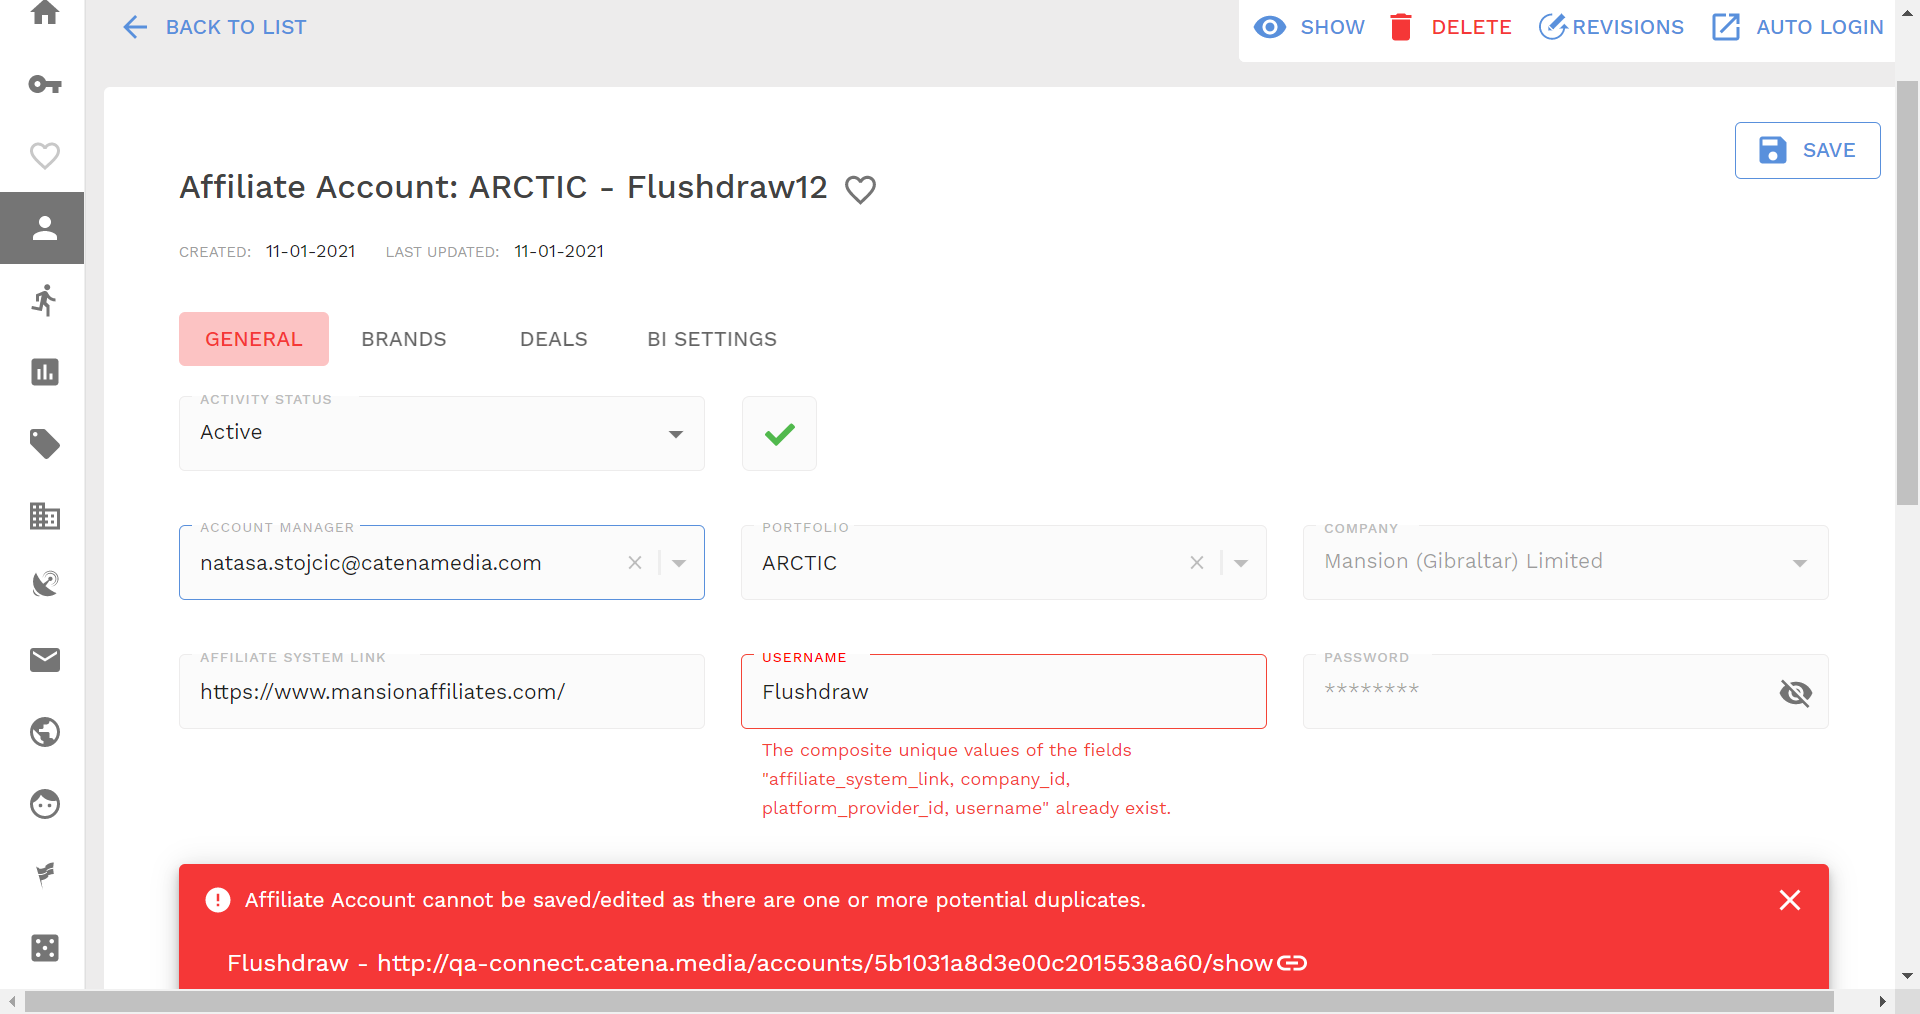 BACK TO LIST
SHOW
DELETE
REVISIONS
AUTO LOGIN
SAVE
Affiliate Account: ARCTIC - Flushdraw12
CREATED: 11-01-2021 LAST UPDATED: 11-01-2021
GENERAL BRANDS DEALS BI SETTINGS
ACTIVITY STATUS
Active
ACCOUNT MANAGER
natasa.stojcic@catenamedia.com
PORTFOLIO
ARCTIC
COMPANY
Mansion (Gibraltar) Limited
AFFILIATE SYSTEM LINK
https://www.mansionaffiliates.com/
USERNAME
Flushdraw
The composite unique values of the fields
"affiliate_system_link, company_id,
platform_provider_id, username" already exist.
PASSWORD
********
Affiliate Account cannot be saved/edited as there are one or more potential duplicates.
Flushdraw - http://qa-connect.catena.media/accounts/5b1031a8d3e00c2015538a60/show